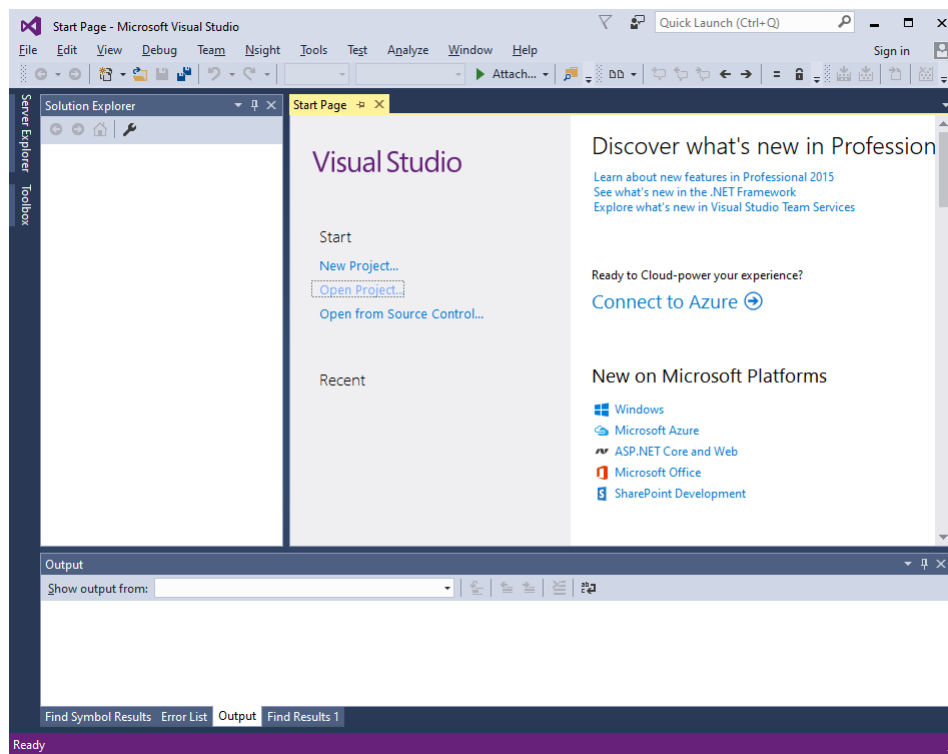 Start Page - Microsoft Visual Studio
Quick Launch (Ctrl+Q)
File Edit View Debug Team Nsight Tools Test Analyze Window Help
Sign in
Attach...
Server Explorer
Toolbox
Solution Explorer
Start Page
Visual Studio
Start
New Project...
Open Project...
Open from Source Control...
Recent
Discover what's new in Profession
Learn about new features in Professional 2015
See what's new in the .NET Framework
Explore what's new in Visual Studio Team Services
Ready to Cloud-power your experience?
Connect to Azure
New on Microsoft Platforms
Windows
Microsoft Azure
ASP.NET Core and Web
Microsoft Office
SharePoint Development
Output
Show output from:
Find Symbol Results Error List Output Find Results 1
Ready